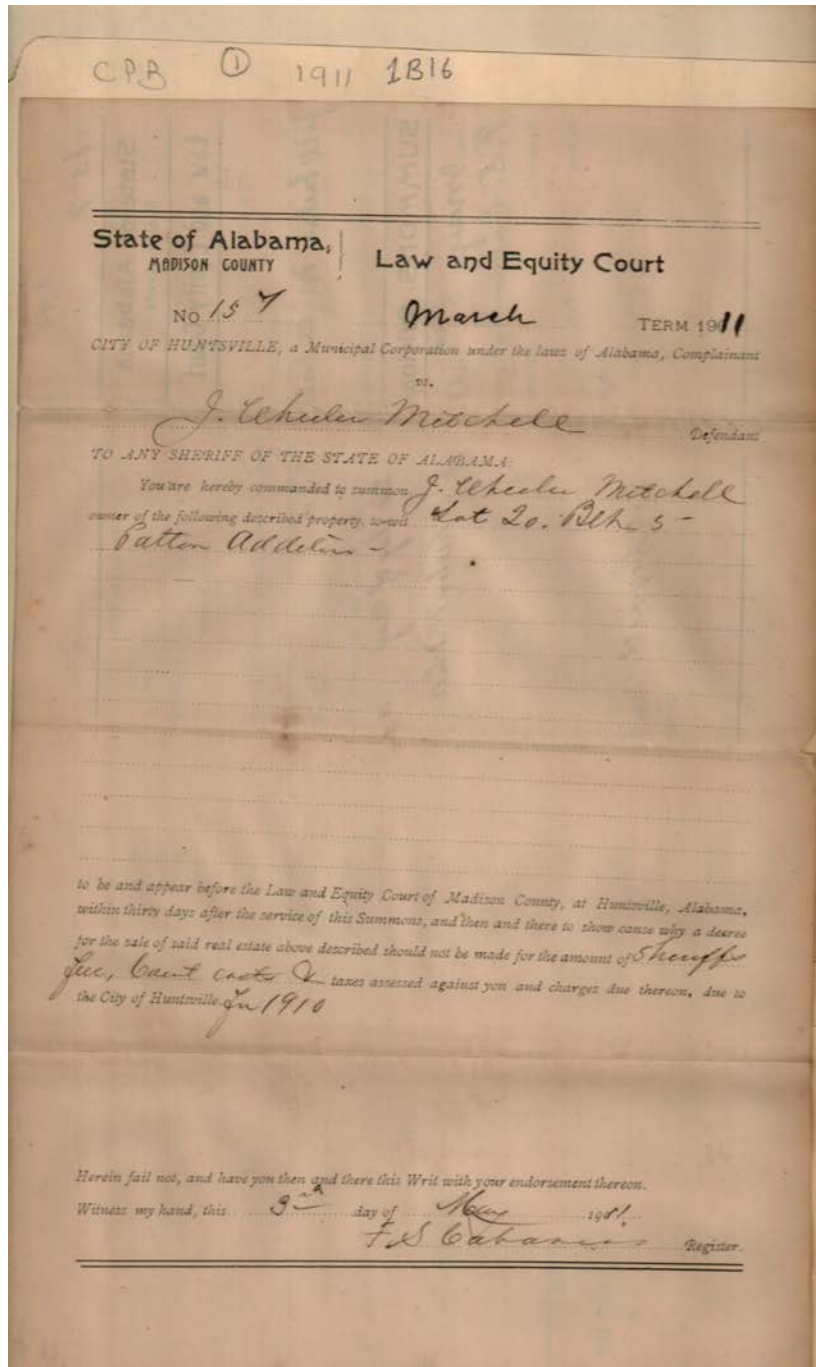 CPB ① 1911 1B16
State of Alabama,
MADISON COUNTY
Law and Equity Court
No 157 March TERM 1911
CITY OF HUNTSVILLE, a Municipal Corporation under the laws of Alabama, Complainant
vs.
J. Wheeler Mitchell Defendant
TO ANY SHERIFF OF THE STATE OF ALABAMA:
You are hereby commanded to summon J. Wheeler Mitchell
owner of the following described property, to-wit Lot 20. Blk 5 -
Patton Addition -
to be and appear before the Law and Equity Court of Madison County, at Huntsville, Alabama,
within thirty days after the service of this Summons, and then and there to show cause why a decree
for the sale of said real estate above described should not be made for the amount of Sheriffs
fee, Court costs & taxes assessed against you and charges due thereon, due to
the City of Huntsville. For 1910
Herein fail not, and have you then and there this Writ with your endorsement thereon.
Witness my hand, this 3rd day of May 1911.
F. S. Cabaniss Register.